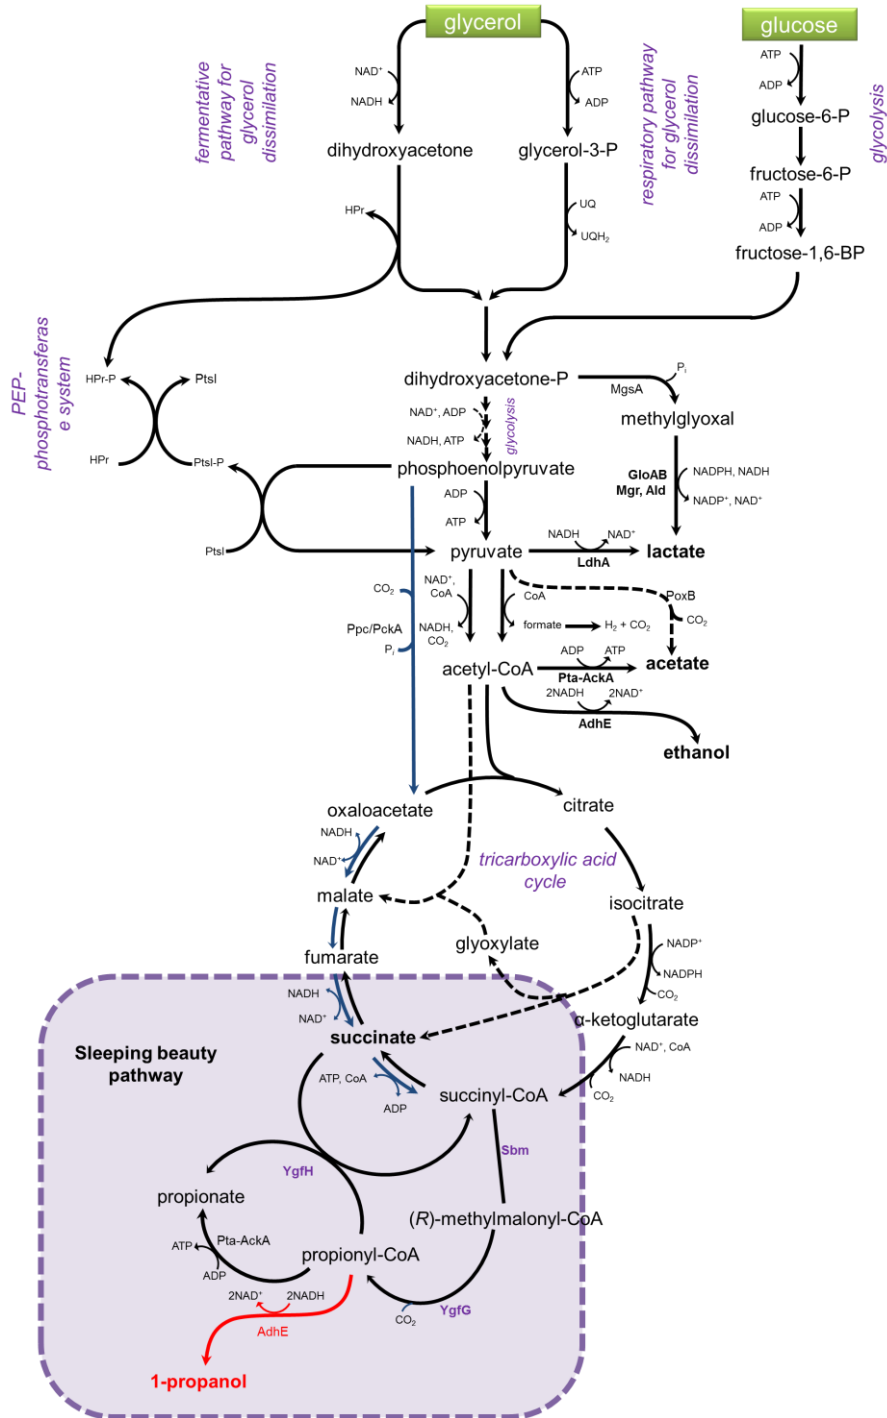 glycerol
glucose
fermentative
pathway for
glycerol
dissimilation
NAD⁺
NADH
ATP
ADP
respiratory pathway
for glycerol
dissimilation
ATP
ADP
glycolysis
glucose-6-P
dihydroxyacetone
glycerol-3-P
fructose-6-P
HPr
UQ
UQH₂
ATP
ADP
fructose-1,6-BP
PEP-
phosphotransferas
e system
HPr-P
PtsI
HPr
PtsI-P
PtsI
dihydroxyacetone-P
MgsA
Pᵢ
methylglyoxal
NAD⁺, ADP
NADH, ATP
glycolysis
phosphoenolpyruvate
GloAB
Mgr, Ald
NADPH, NADH
NADP⁺, NAD⁺
ADP
ATP
pyruvate
NADH
NAD⁺
LdhA
lactate
CO₂
Ppc/PckA
Pᵢ
NAD⁺,
CoA
NADH,
CO₂
CoA
formate
H₂ + CO₂
PoxB
CO₂
acetyl-CoA
ADP
ATP
Pta-AckA
acetate
2NADH
2NAD⁺
AdhE
ethanol
oxaloacetate
citrate
NADH
NAD⁺
tricarboxylic acid
cycle
malate
isocitrate
glyoxylate
NADP⁺
NADPH
CO₂
fumarate
NADH
NAD⁺
succinate
α-ketoglutarate
NAD⁺, CoA
NADH
CO₂
Sleeping beauty
pathway
ATP, CoA
ADP
succinyl-CoA
Sbm
YgfH
propionate
(R)-methylmalonyl-CoA
Pta-AckA
ATP
ADP
propionyl-CoA
2NAD⁺
2NADH
AdhE
CO₂
YgfG
1-propanol